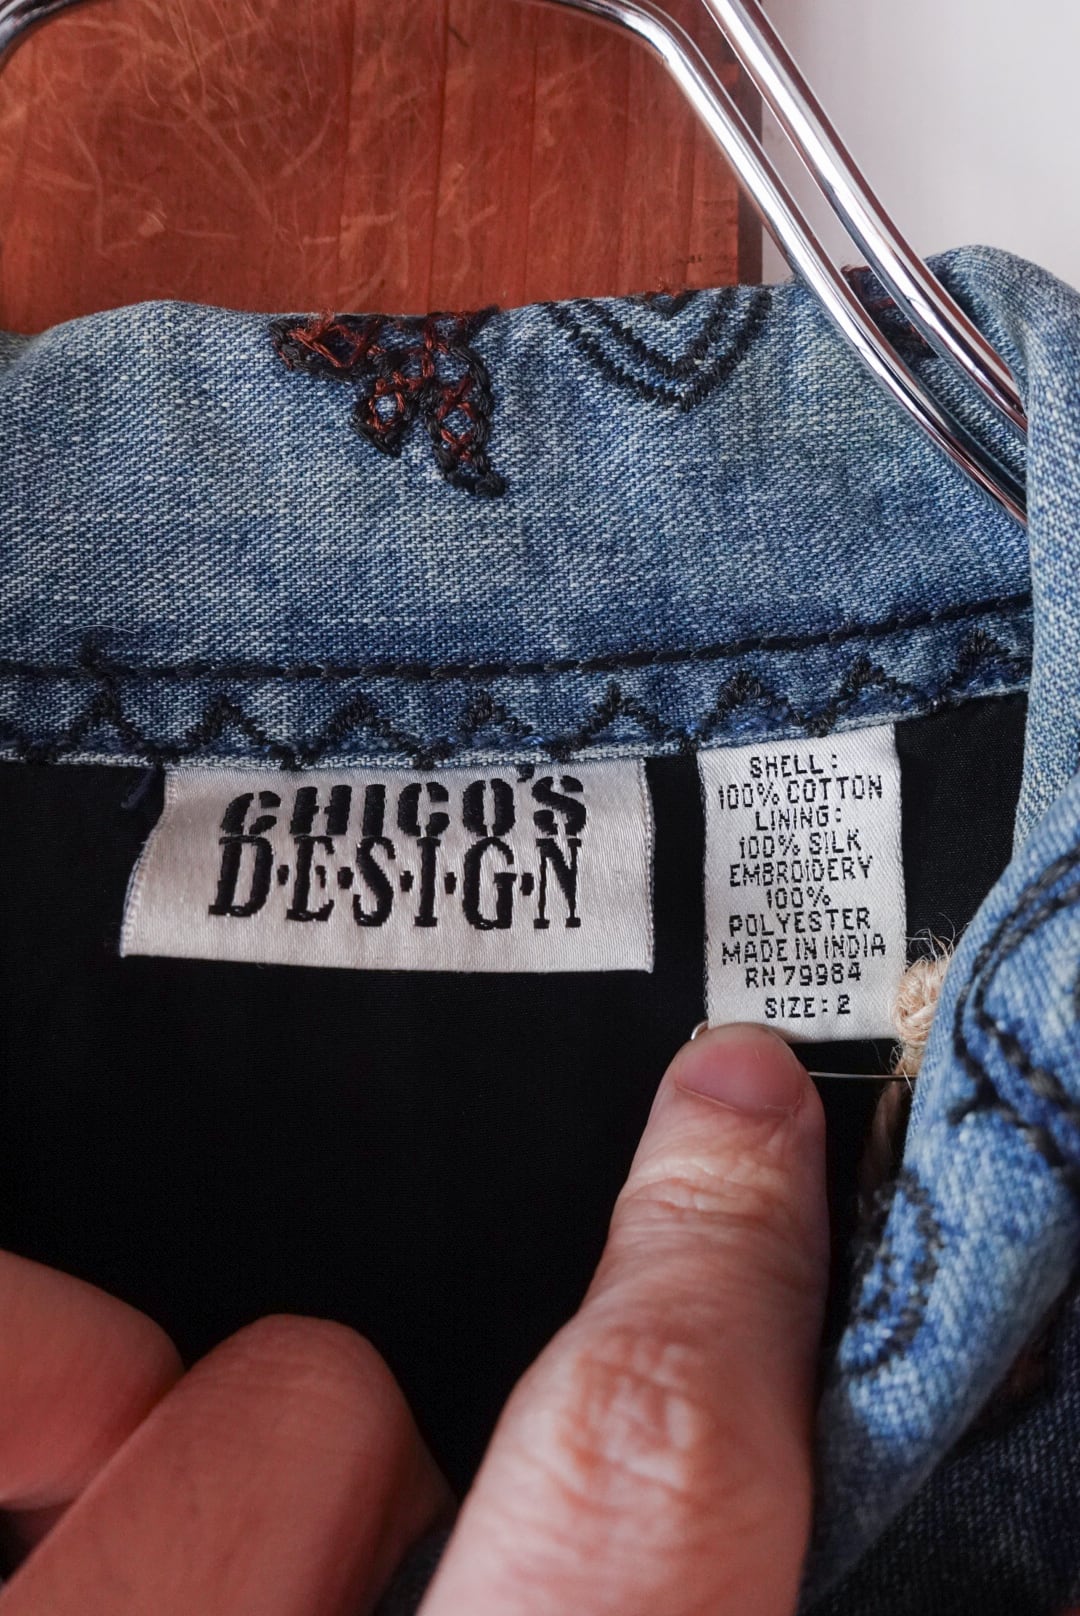 CHICO'S
D·E·S·I·G·N
SHELL:
100% COTTON
LINING:
100% SILK
EMBROIDERY
100%
POLYESTER
MADE IN INDIA
RN 79984
SIZE: 2